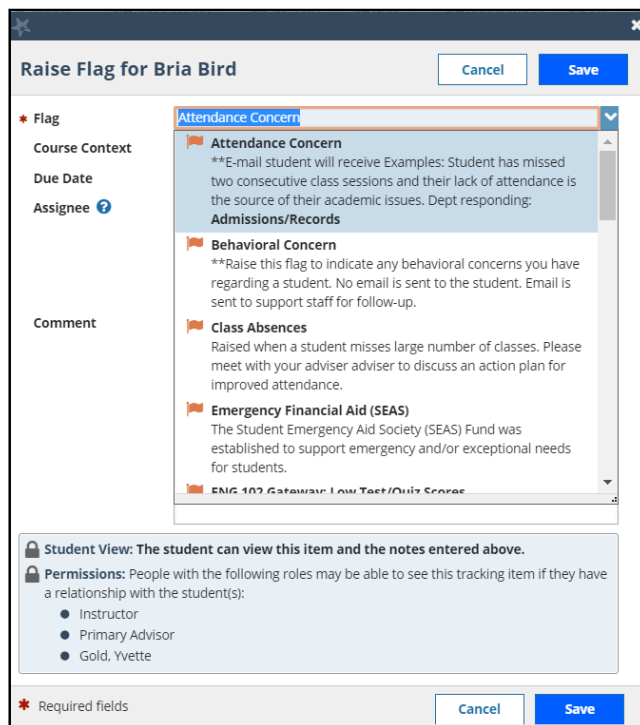 Raise Flag for Bria Bird
Cancel
Save
* Flag
Attendance Concern
Course Context
Due Date
Assignee ?
Comment
Attendance Concern
**E-mail student will receive Examples: Student has missed
two consecutive class sessions and their lack of attendance is
the source of their academic issues. Dept responding:
Admissions/Records
Behavioral Concern
**Raise this flag to indicate any behavioral concerns you have
regarding a student. No email is sent to the student. Email is
sent to support staff for follow-up.
Class Absences
Raised when a student misses large number of classes. Please
meet with your adviser adviser to discuss an action plan for
improved attendance.
Emergency Financial Aid (SEAS)
The Student Emergency Aid Society (SEAS) Fund was
established to support emergency and/or exceptional needs
for students.
ENG 102 Gateway: Low Test/Quiz Scores
Student View: The student can view this item and the notes entered above.
Permissions: People with the following roles may be able to see this tracking item if they have
a relationship with the student(s):
● Instructor
● Primary Advisor
● Gold, Yvette
* Required fields
Cancel
Save